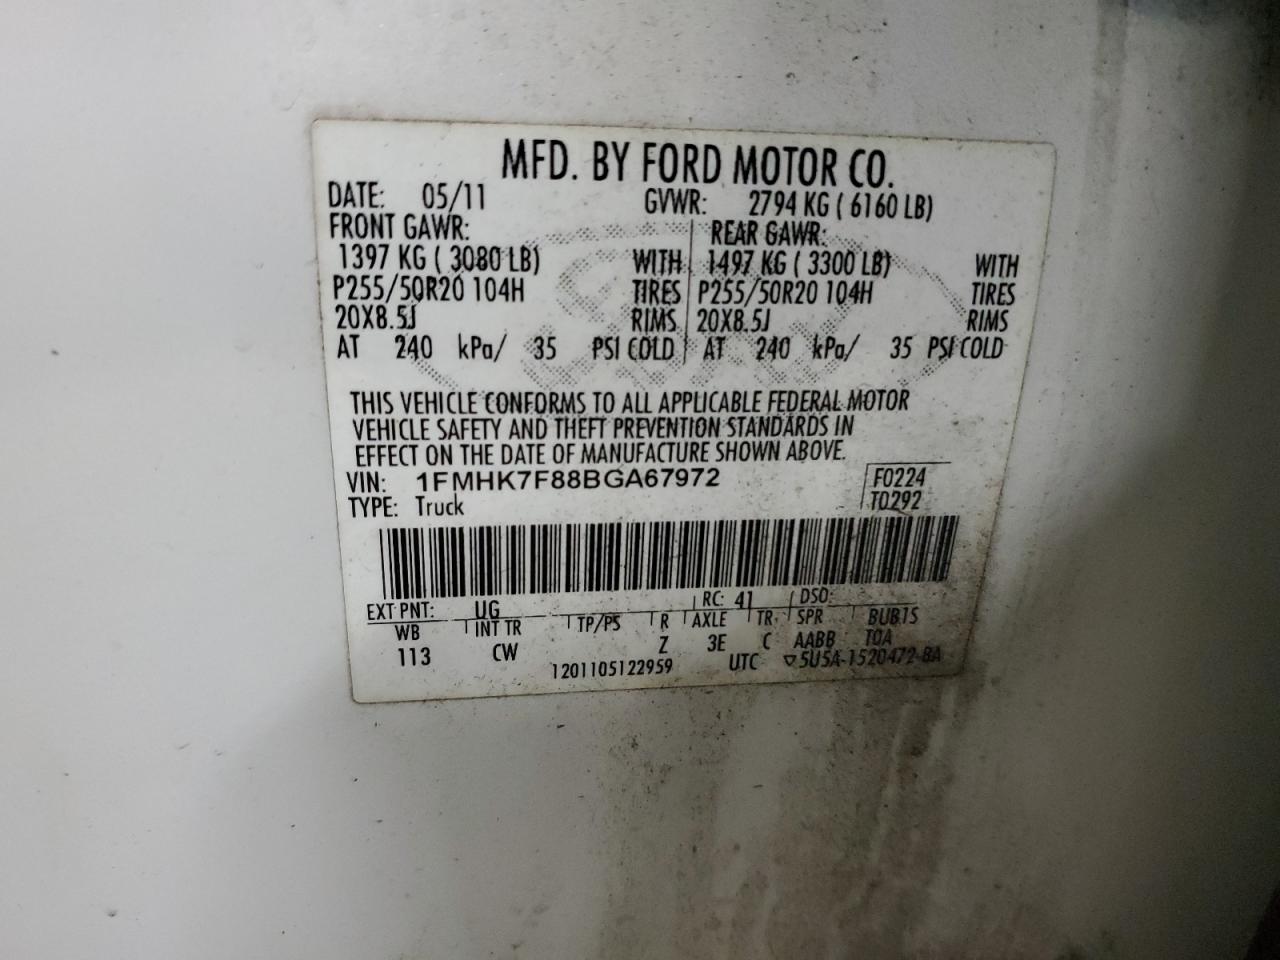 MFD. BY FORD MOTOR CO.
DATE: 05/11 GVWR: 2794 KG ( 6160 LB)
FRONT GAWR: REAR GAWR:
1397 KG ( 3080 LB) WITH 1497 KG ( 3300 LB) WITH
P255/50R20 104H TIRES P255/50R20 104H TIRES
20X8.5J RIMS 20X8.5J RIMS
AT 240 kPa/ 35 PSI COLD AT 240 kPa/ 35 PSI COLD
THIS VEHICLE CONFORMS TO ALL APPLICABLE FEDERAL MOTOR
VEHICLE SAFETY AND THEFT PREVENTION STANDARDS IN
EFFECT ON THE DATE OF MANUFACTURE SHOWN ABOVE.
VIN: 1FMHK7F88BGA67972 F0224
TYPE: Truck T0292
EXT PNT: UG RC: 41 DSO:
WB INT TR TP/PS R AXLE TR SPR BUB15
113 CW Z 3E C AABB TOA
1201105122959 UTC ▽5U5A-1520472-BA